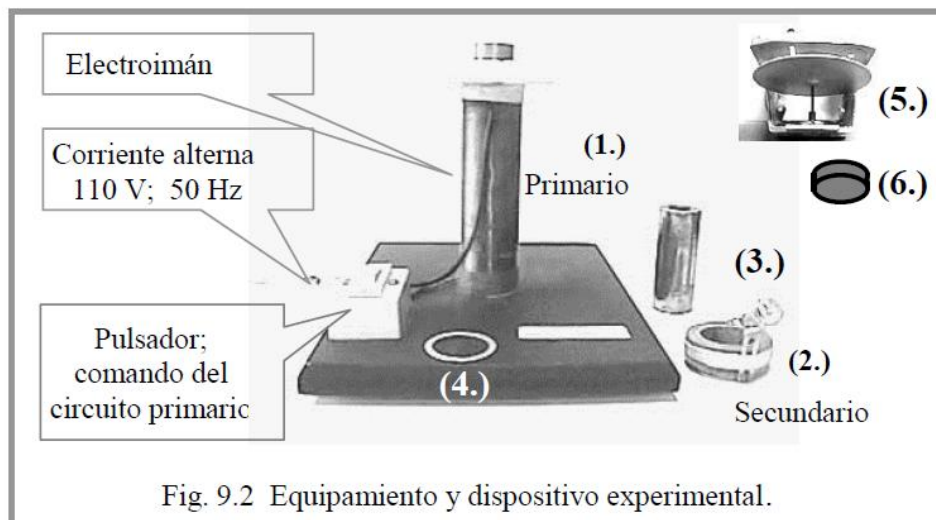 Electroimán
Corriente alterna
110 V; 50 Hz
Pulsador;
comando del
circuito primario
(1.)
Primario
(5.)
(6.)
(3.)
(2.)
Secundario
(4.)
Fig. 9.2 Equipamiento y dispositivo experimental.